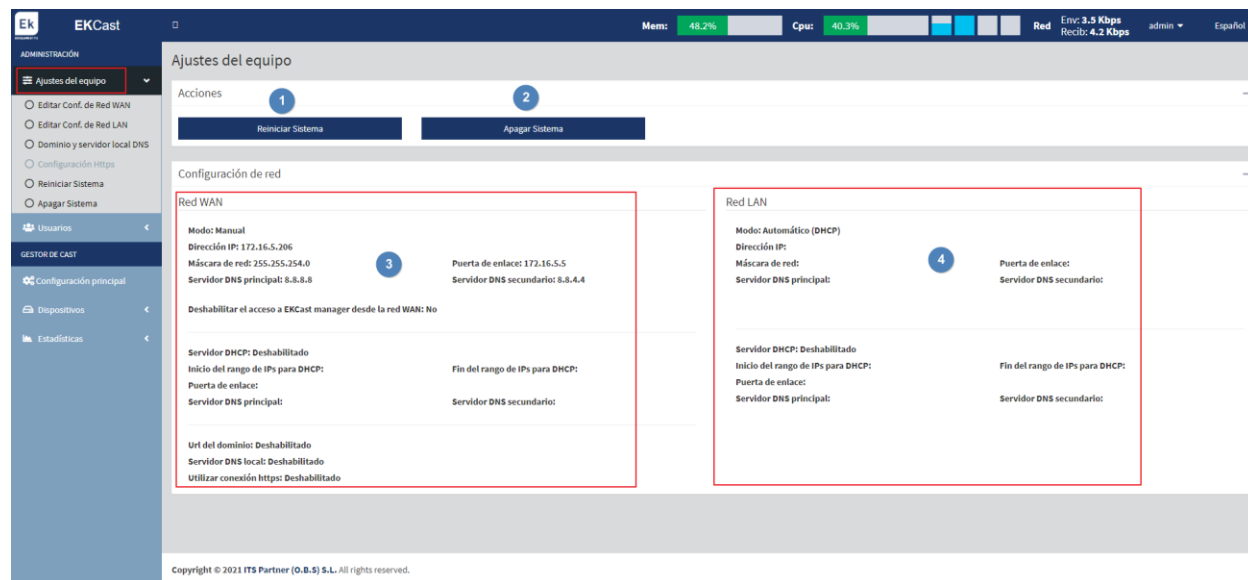 Ek EKCast
Mem: 48.2% Cpu: 40.3% Red Env: 3.5 Kbps Recib: 4.2 Kbps admin Español
ADMINISTRACIÓN
Ajustes del equipo
Editar Conf. de Red WAN
Editar Conf. de Red LAN
Dominio y servidor local DNS
Configuración Https
Reiniciar Sistema
Apagar Sistema
Usuarios
GESTOR DE CAST
Configuración principal
Dispositivos
Estadísticas
Ajustes del equipo
Acciones
1
2
Reiniciar Sistema
Apagar Sistema
Configuración de red
Red WAN
Modo: Manual
Dirección IP: 172.16.5.206
Máscara de red: 255.255.254.0
3
Puerta de enlace: 172.16.5.5
Servidor DNS principal: 8.8.8.8
Servidor DNS secundario: 8.8.4.4
Deshabilitar el acceso a EKCast manager desde la red WAN: No
Servidor DHCP: Deshabilitado
Inicio del rango de IPs para DHCP:
Fin del rango de IPs para DHCP:
Puerta de enlace:
Servidor DNS principal:
Servidor DNS secundario:
Url del dominio: Deshabilitado
Servidor DNS local: Deshabilitado
Utilizar conexión https: Deshabilitado
Red LAN
Modo: Automático (DHCP)
Dirección IP:
Máscara de red:
4
Puerta de enlace:
Servidor DNS principal:
Servidor DNS secundario:
Servidor DHCP: Deshabilitado
Inicio del rango de IPs para DHCP:
Fin del rango de IPs para DHCP:
Puerta de enlace:
Servidor DNS principal:
Servidor DNS secundario:
Copyright © 2021 ITS Partner (O.B.S) S.L. All rights reserved.